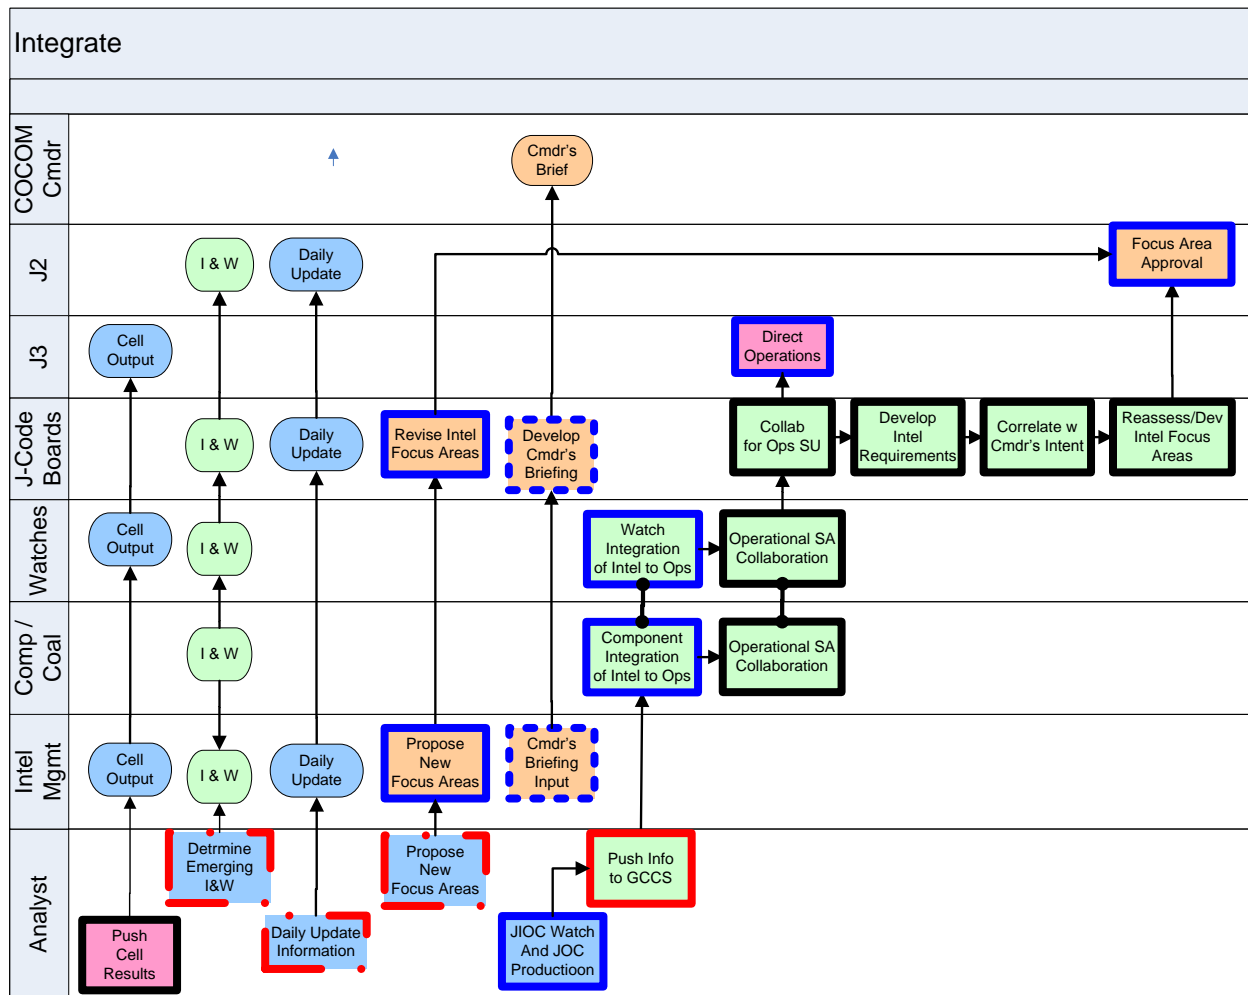 Integrate
COCOM
Cmdr
Cmdr's
Brief
J2
I & W
Daily
Update
Focus Area
Approval
J3
Cell
Output
Direct
Operations
J-Code
Boards
I & W
Daily
Update
Revise Intel
Focus Areas
Develop
Cmdr's
Briefing
Collab
for Ops SU
Develop
Intel
Requirements
Correlate w
Cmdr's Intent
Reassess/Dev
Intel Focus
Areas
Watches
Cell
Output
I & W
Watch
Integration
of Intel to Ops
Operational SA
Collaboration
Comp /
Coal
I & W
Component
Integration
of Intel to Ops
Operational SA
Collaboration
Intel
Mgmt
Cell
Output
I & W
Daily
Update
Propose
New
Focus Areas
Cmdr's
Briefing
Input
Analyst
Push
Cell
Results
Detrmine
Emerging
I&W
Daily Update
Information
Propose
New
Focus Areas
JIOC Watch
And JOC
Productioon
Push Info
to GCCS